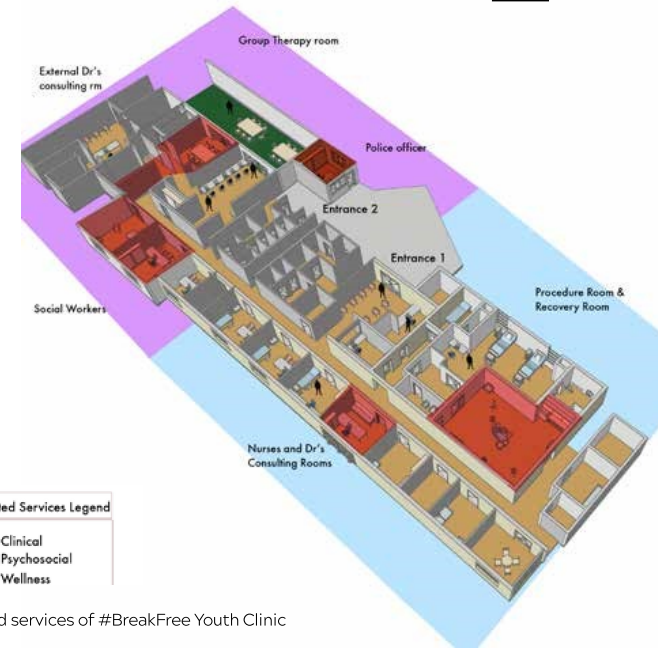 Group Therapy room
External Dr's
consulting rm
Police officer
Entrance 2
Entrance 1
Procedure Room &
Recovery Room
Social Workers
Nurses and Dr's
Consulting Rooms
Services Legend
Clinical
Psychosocial
Wellness
services of #BreakFree Youth Clinic